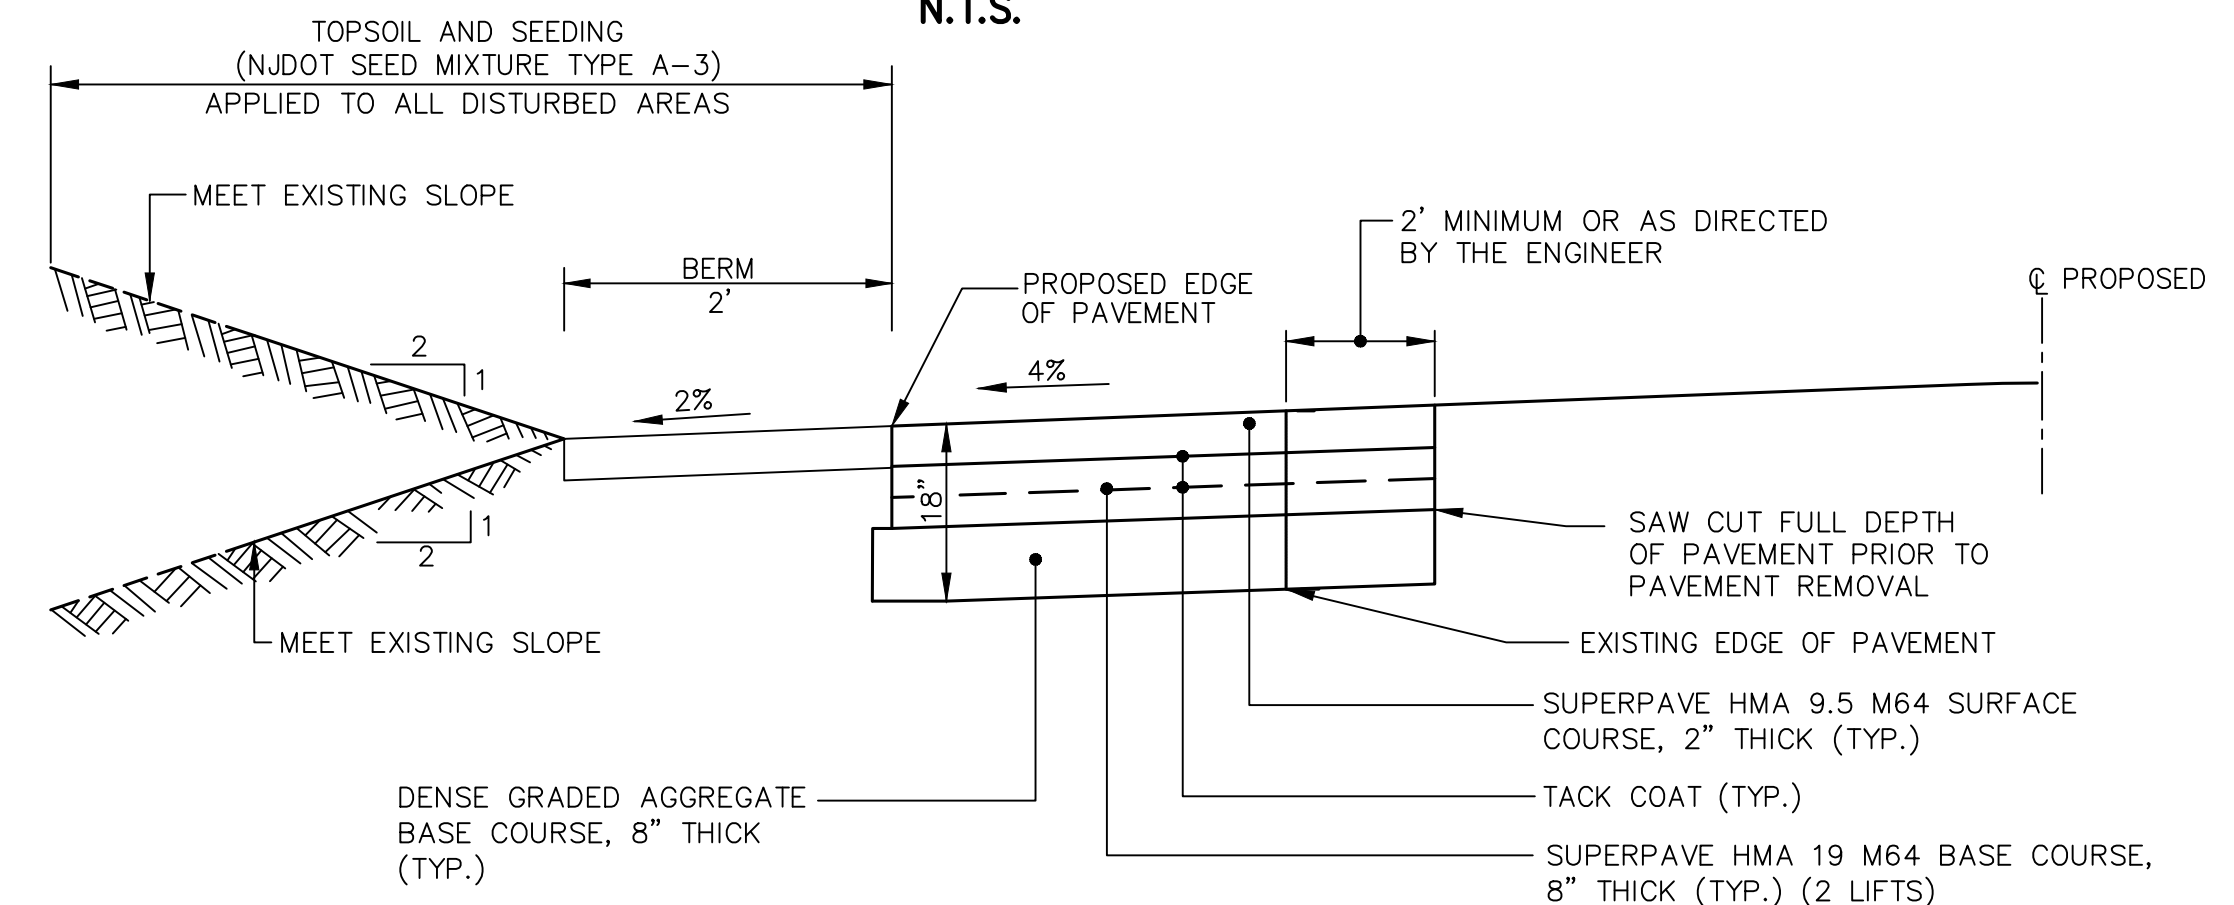 N.T.S.
TOPSOIL AND SEEDING
(NJDOT SEED MIXTURE TYPE A-3)
APPLIED TO ALL DISTURBED AREAS
MEET EXISTING SLOPE
2' MINIMUM OR AS DIRECTED
BY THE ENGINEER
BERM
2'
PROPOSED EDGE
OF PAVEMENT
℄ PROPOSED
2
1
2%
4%
18"
1
2
SAW CUT FULL DEPTH
OF PAVEMENT PRIOR TO
PAVEMENT REMOVAL
MEET EXISTING SLOPE
EXISTING EDGE OF PAVEMENT
SUPERPAVE HMA 9.5 M64 SURFACE
COURSE, 2" THICK (TYP.)
DENSE GRADED AGGREGATE
BASE COURSE, 8" THICK
(TYP.)
TACK COAT (TYP.)
SUPERPAVE HMA 19 M64 BASE COURSE,
8" THICK (TYP.) (2 LIFTS)